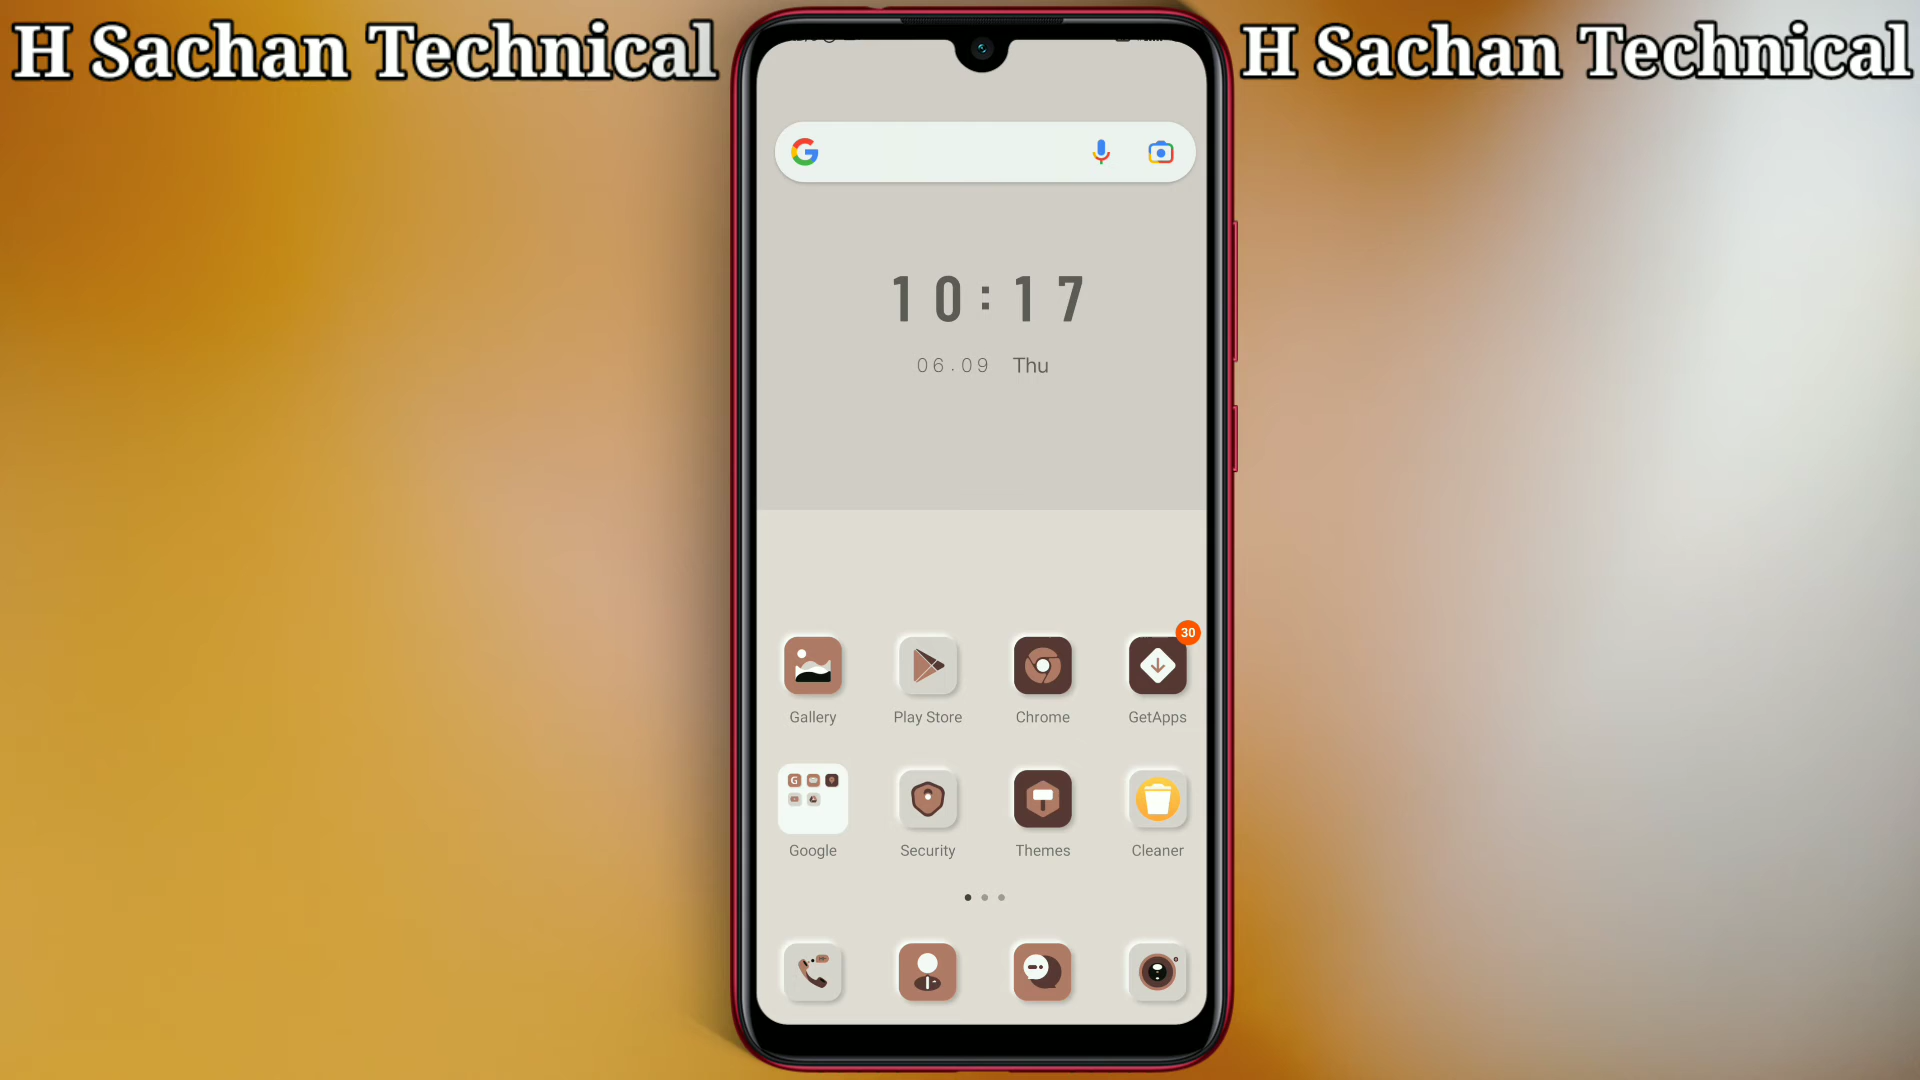 H Sachan Technical
H Sachan Technical
10:17
06.09 Thu
30
Gallery
Play Store
Chrome
GetApps
Google
Security
Themes
Cleaner